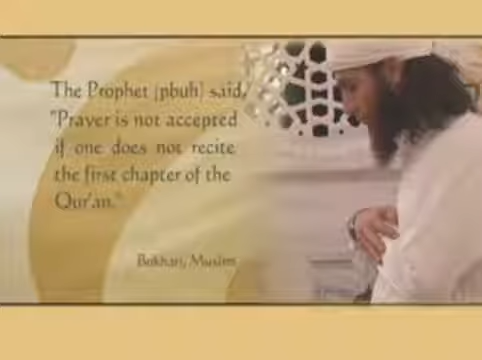 The Prophet (pbuh) said,
"Prayer is not accepted
if one does not recite
the first chapter of the
Qur'an."
Bukhari, Muslim